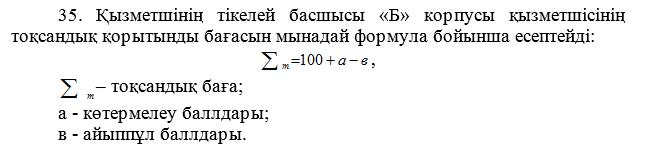 35. Қызметшінің тікелей басшысы «Б» корпусы қызметшісінің
тоқсандық қорытынды бағасын мынадай формула бойынша есептейді:
∑ т=100 + а − в ,
∑ т – тоқсандық баға;
а - көтермелеу баллдары;
в - айыппұл баллдары.